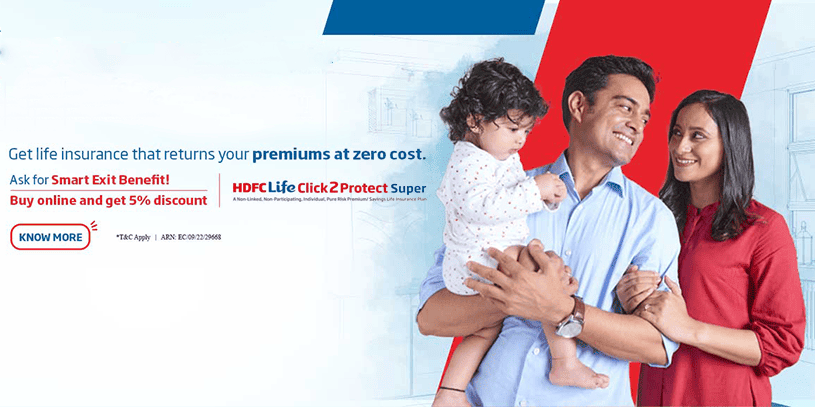 Get life insurance that returns your premiums at zero cost.
Ask for Smart Exit Benefit!
Buy online and get 5% discount
HDFC Life Click 2 Protect Super
A Non-Linked, Non-Participating, Individual, Pure Risk Premium/ Savings Life Insurance Plan
KNOW MORE
*T&C Apply | ARN: EC/09/22/29668